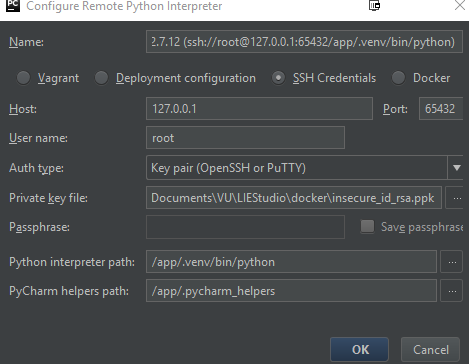 PC Configure Remote Python Interpreter
Name: 2.7.12 (ssh://root@127.0.0.1:65432/app/.venv/bin/python)
Vagrant Deployment configuration SSH Credentials Docker
Host: 127.0.0.1 Port: 65432
User name: root
Auth type: Key pair (OpenSSH or PuTTY)
Private key file: Documents\VU\LIEStudio\docker\insecure_id_rsa.ppk ...
Passphrase: Save passphrase
Python interpreter path: /app/.venv/bin/python ...
PyCharm helpers path: /app/.pycharm_helpers ...
OK Cancel